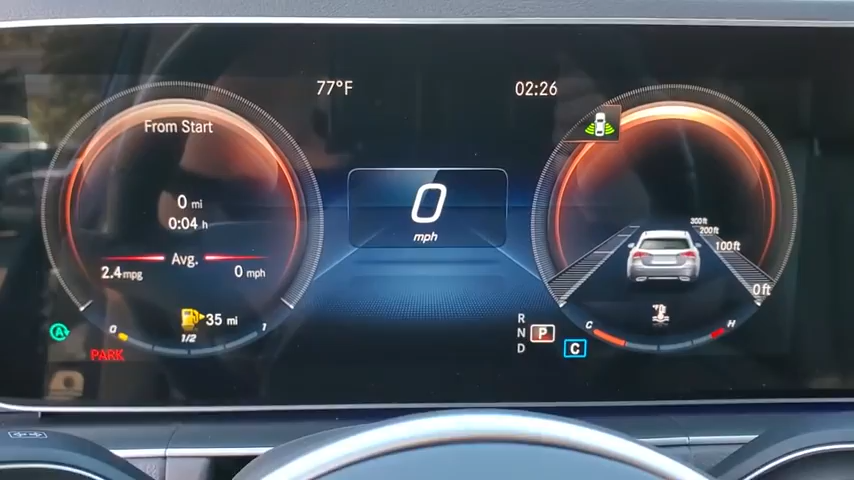 77°F
02:26
From Start
0 mi
0:04 h
Avg.
2.4 mpg
0 mph
0
mph
300 ft
200 ft
100 ft
0 ft
A
35 mi
0
1/2
1
PARK
R
N
P
D
C
C
°F
H